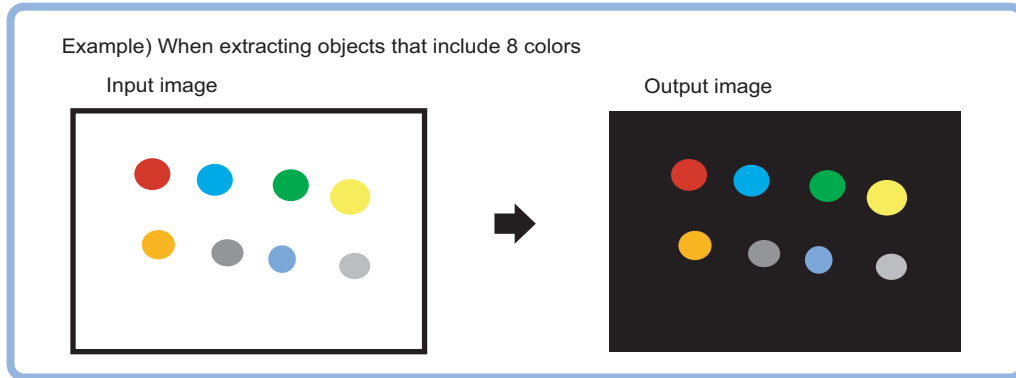 Example) When extracting objects that include 8 colors
Input image
Output image